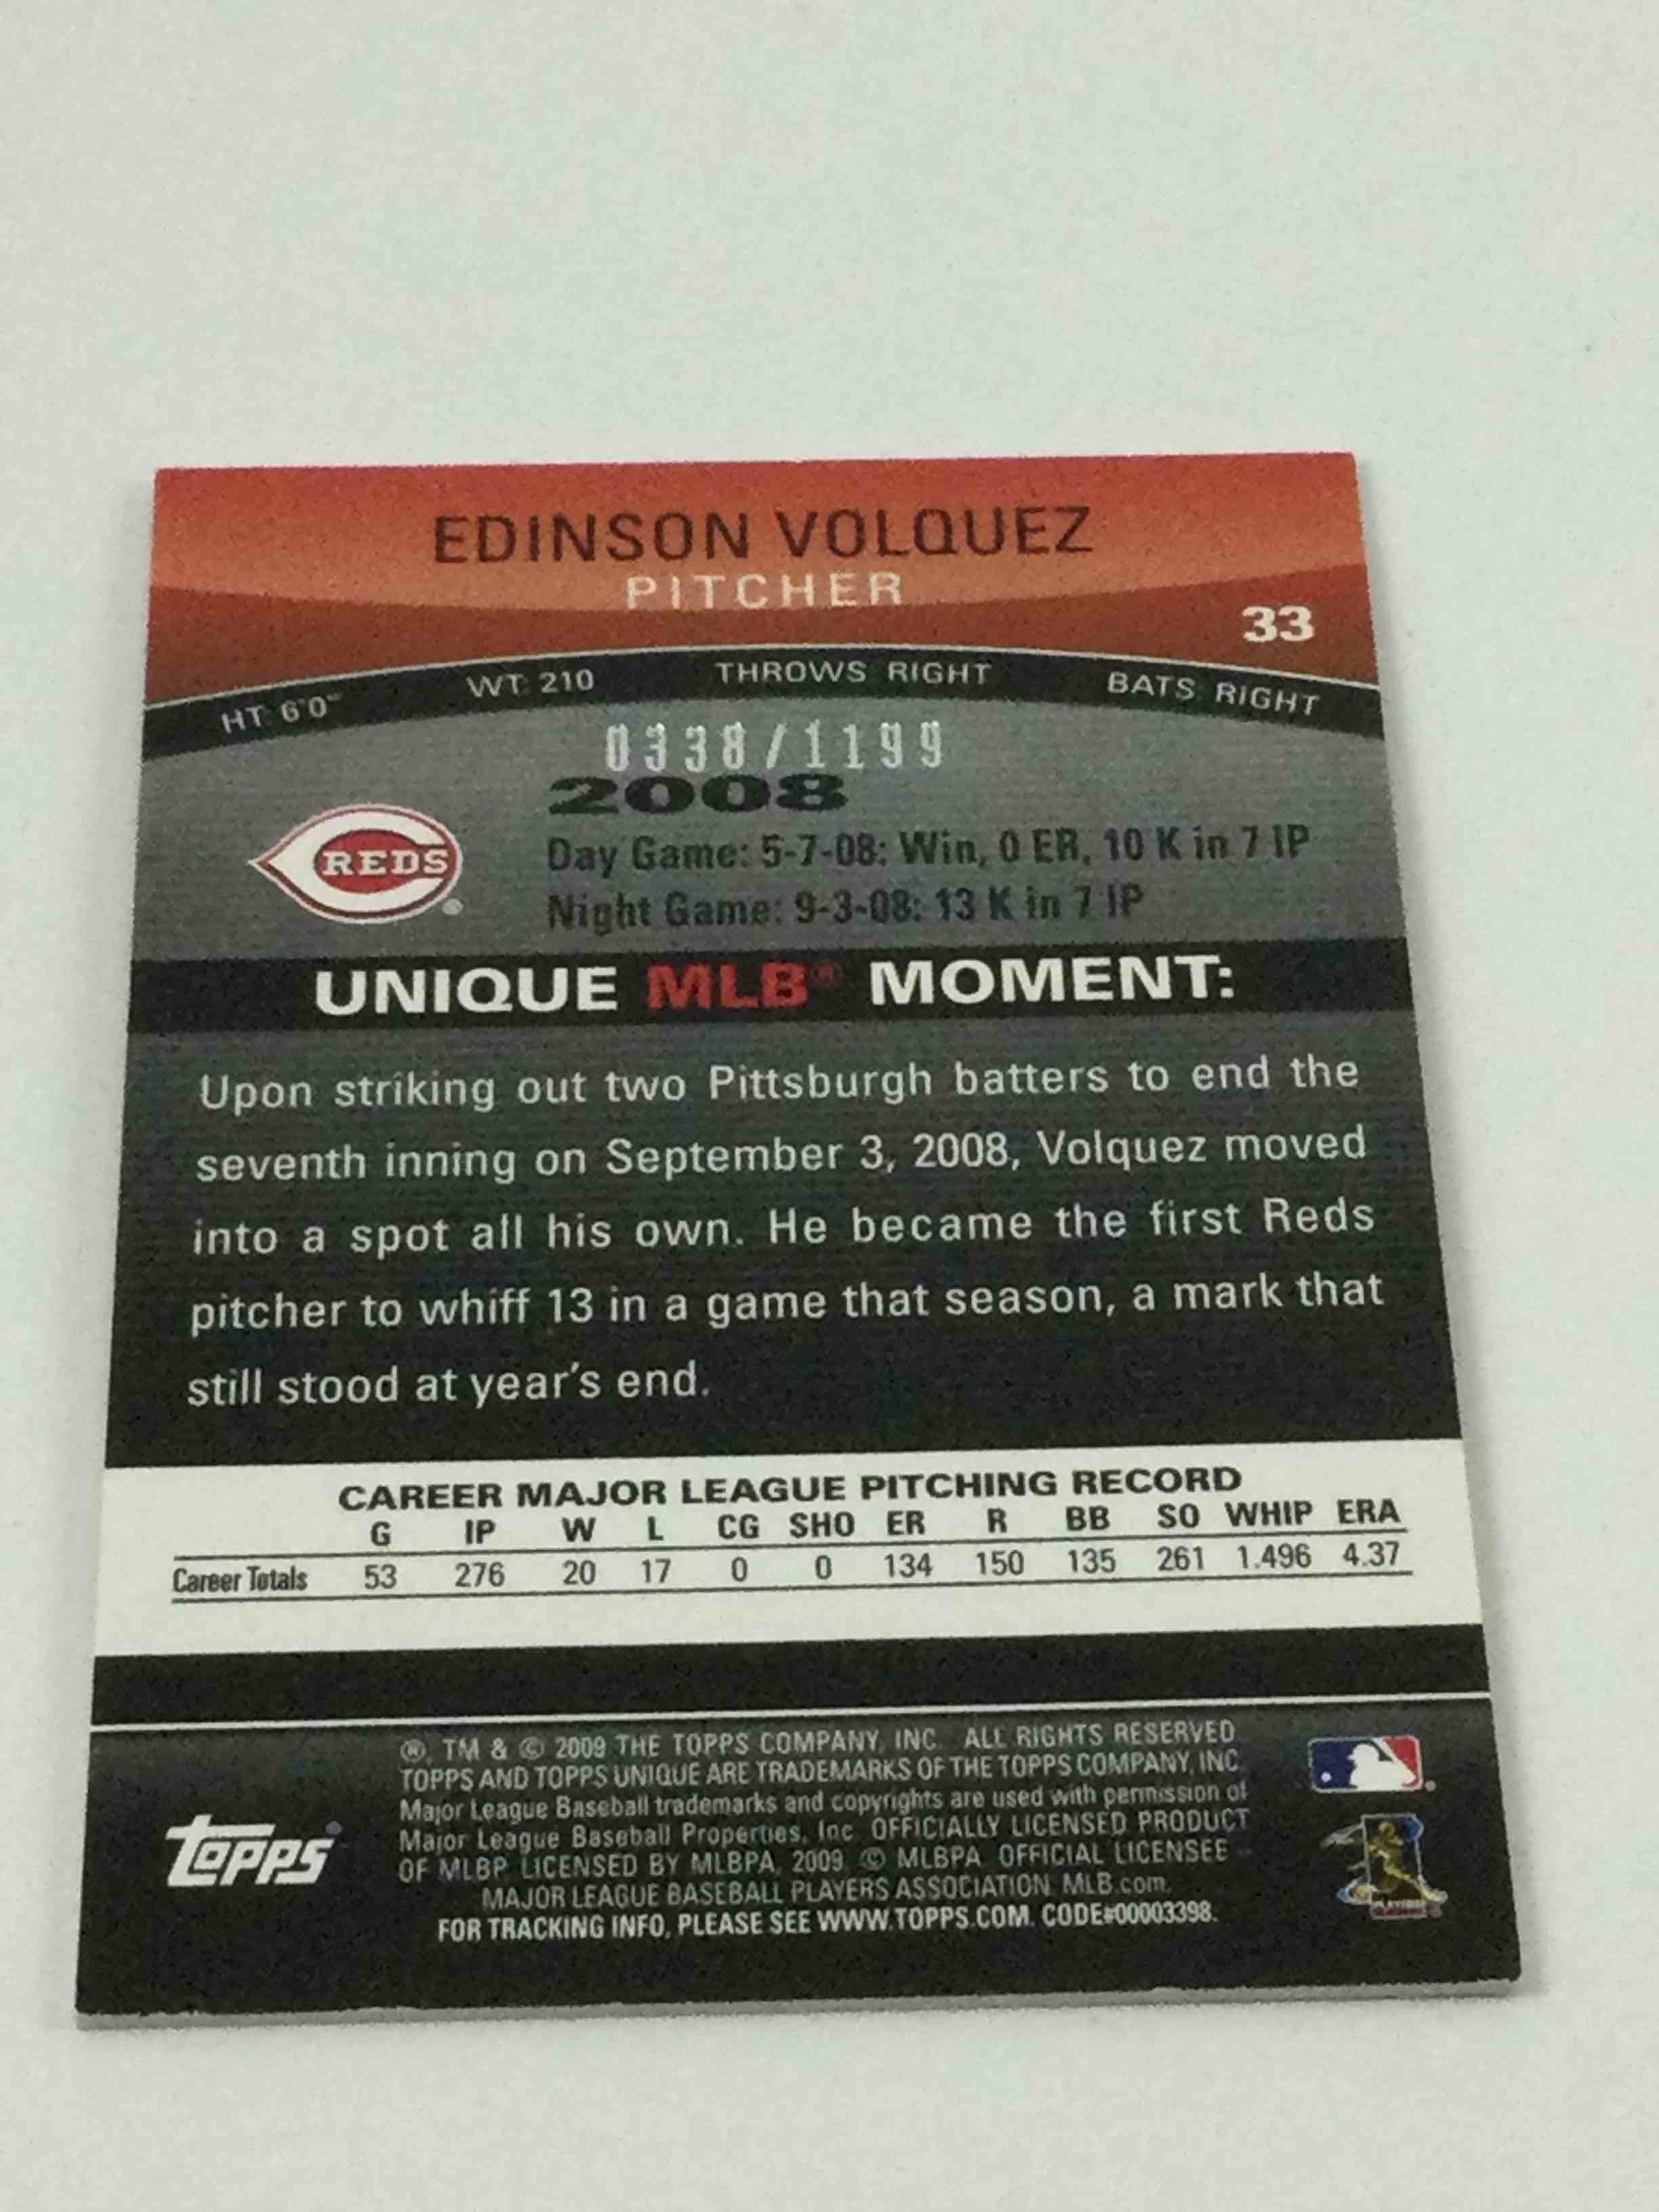 EDINSON VOLQUEZ
PITCHER
33
HT: 6'0" WT: 210 THROWS: RIGHT BATS: RIGHT
0338/1199
2008
REDS
Day Game: 5-7-08: Win, 0 ER, 10 K in 7 IP
Night Game: 9-3-08: 13 K in 7 IP
UNIQUE MLB® MOMENT:
Upon striking out two Pittsburgh batters to end the
seventh inning on September 3, 2008, Volquez moved
into a spot all his own. He became the first Reds
pitcher to whiff 13 in a game that season, a mark that
still stood at year's end.
CAREER MAJOR LEAGUE PITCHING RECORD
G IP W L CG SHO ER R BB SO WHIP ERA
Career Totals 53 276 20 17 0 0 134 150 135 261 1.496 4.37
®, TM & © 2009 THE TOPPS COMPANY, INC. ALL RIGHTS RESERVED
TOPPS AND TOPPS UNIQUE ARE TRADEMARKS OF THE TOPPS COMPANY, INC.
Major League Baseball trademarks and copyrights are used with permission of
Major League Baseball Properties, Inc. OFFICIALLY LICENSED PRODUCT
OF MLBP. LICENSED BY MLBPA, 2009. © MLBPA. OFFICIAL LICENSEE –
MAJOR LEAGUE BASEBALL PLAYERS ASSOCIATION. MLB.com.
FOR TRACKING INFO, PLEASE SEE WWW.TOPPS.COM. CODE#00003398.
Topps®